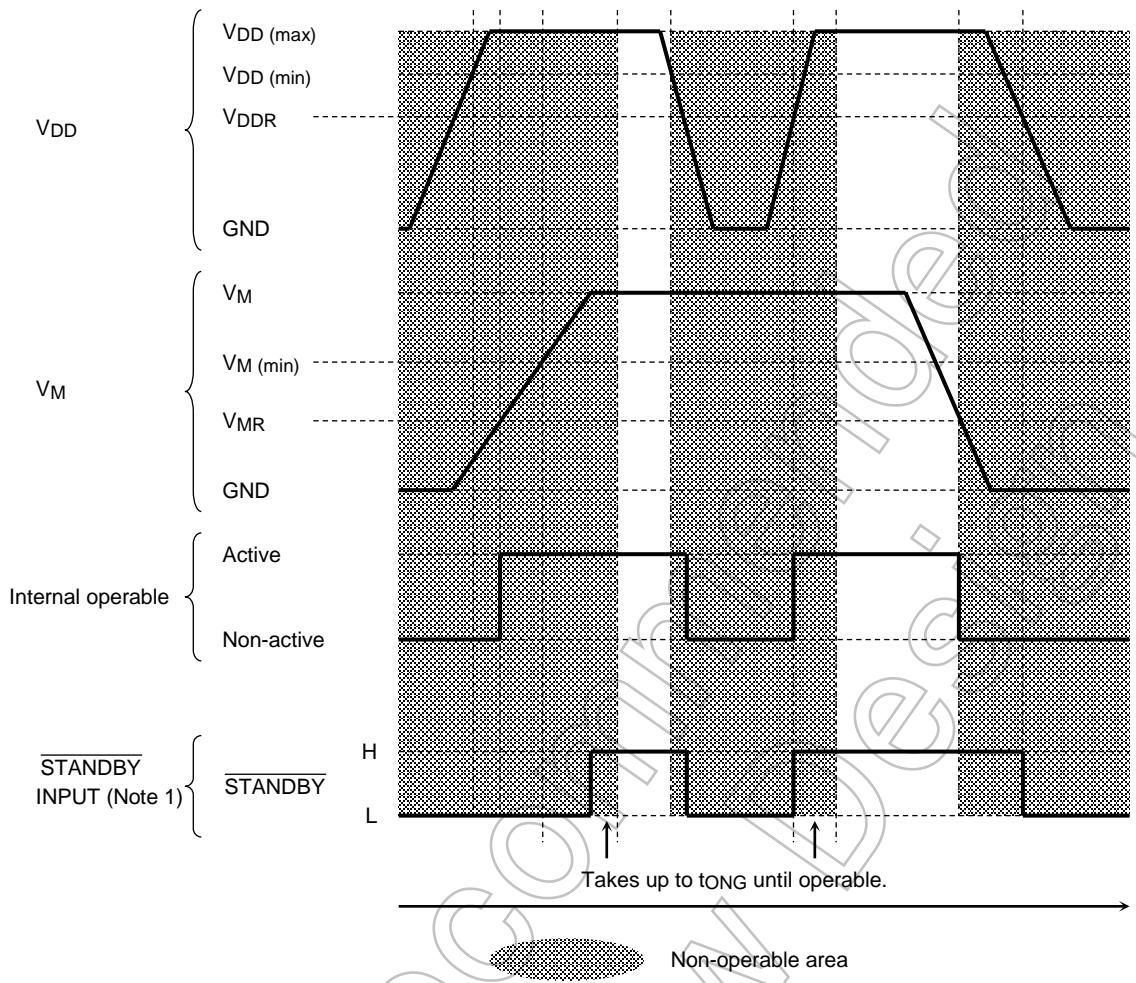 VDD (max)
VDD (min)
VDD
VDDR
GND
VM
VM (min)
VM
VMR
GND
Active
Internal operable
Non-active
H
STANDBY
INPUT (Note 1)
STANDBY
L
Takes up to tONG until operable.
Non-operable area